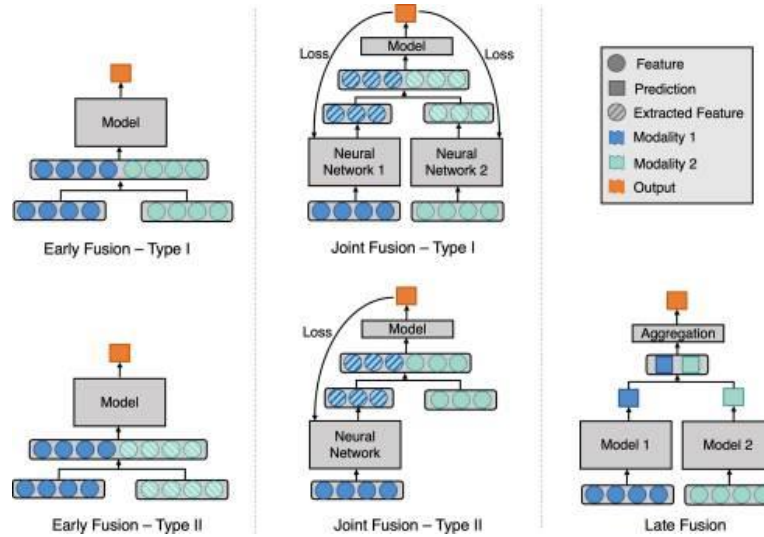 Model
Early Fusion – Type I
Loss
Model
Loss
Neural
Network 1
Neural
Network 2
Joint Fusion – Type I
Feature
Prediction
Extracted Feature
Modality 1
Modality 2
Output
Model
Early Fusion – Type II
Loss
Model
Neural
Network
Joint Fusion – Type II
Aggregation
Model 1
Model 2
Late Fusion